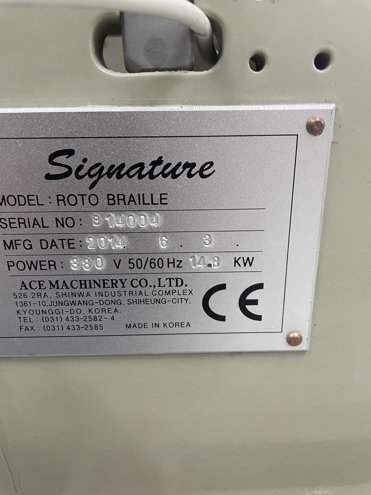 Signature
MODEL: ROTO BRAILLE
SERIAL NO: 914004
MFG DATE: 2014 6 . 3 .
POWER: 380 V 50/60 Hz 14.8 KW
ACE MACHINERY CO., LTD.
526 2RA, SHINWA INDUSTRIAL COMPLEX
1361-10, JUNGWANG-DONG, SHIHEUNG-CITY,
KYOUNGGI-DO, KOREA.
TEL : (031) 433-2582~4
FAX : (031) 433-2585 MADE IN KOREA
CE